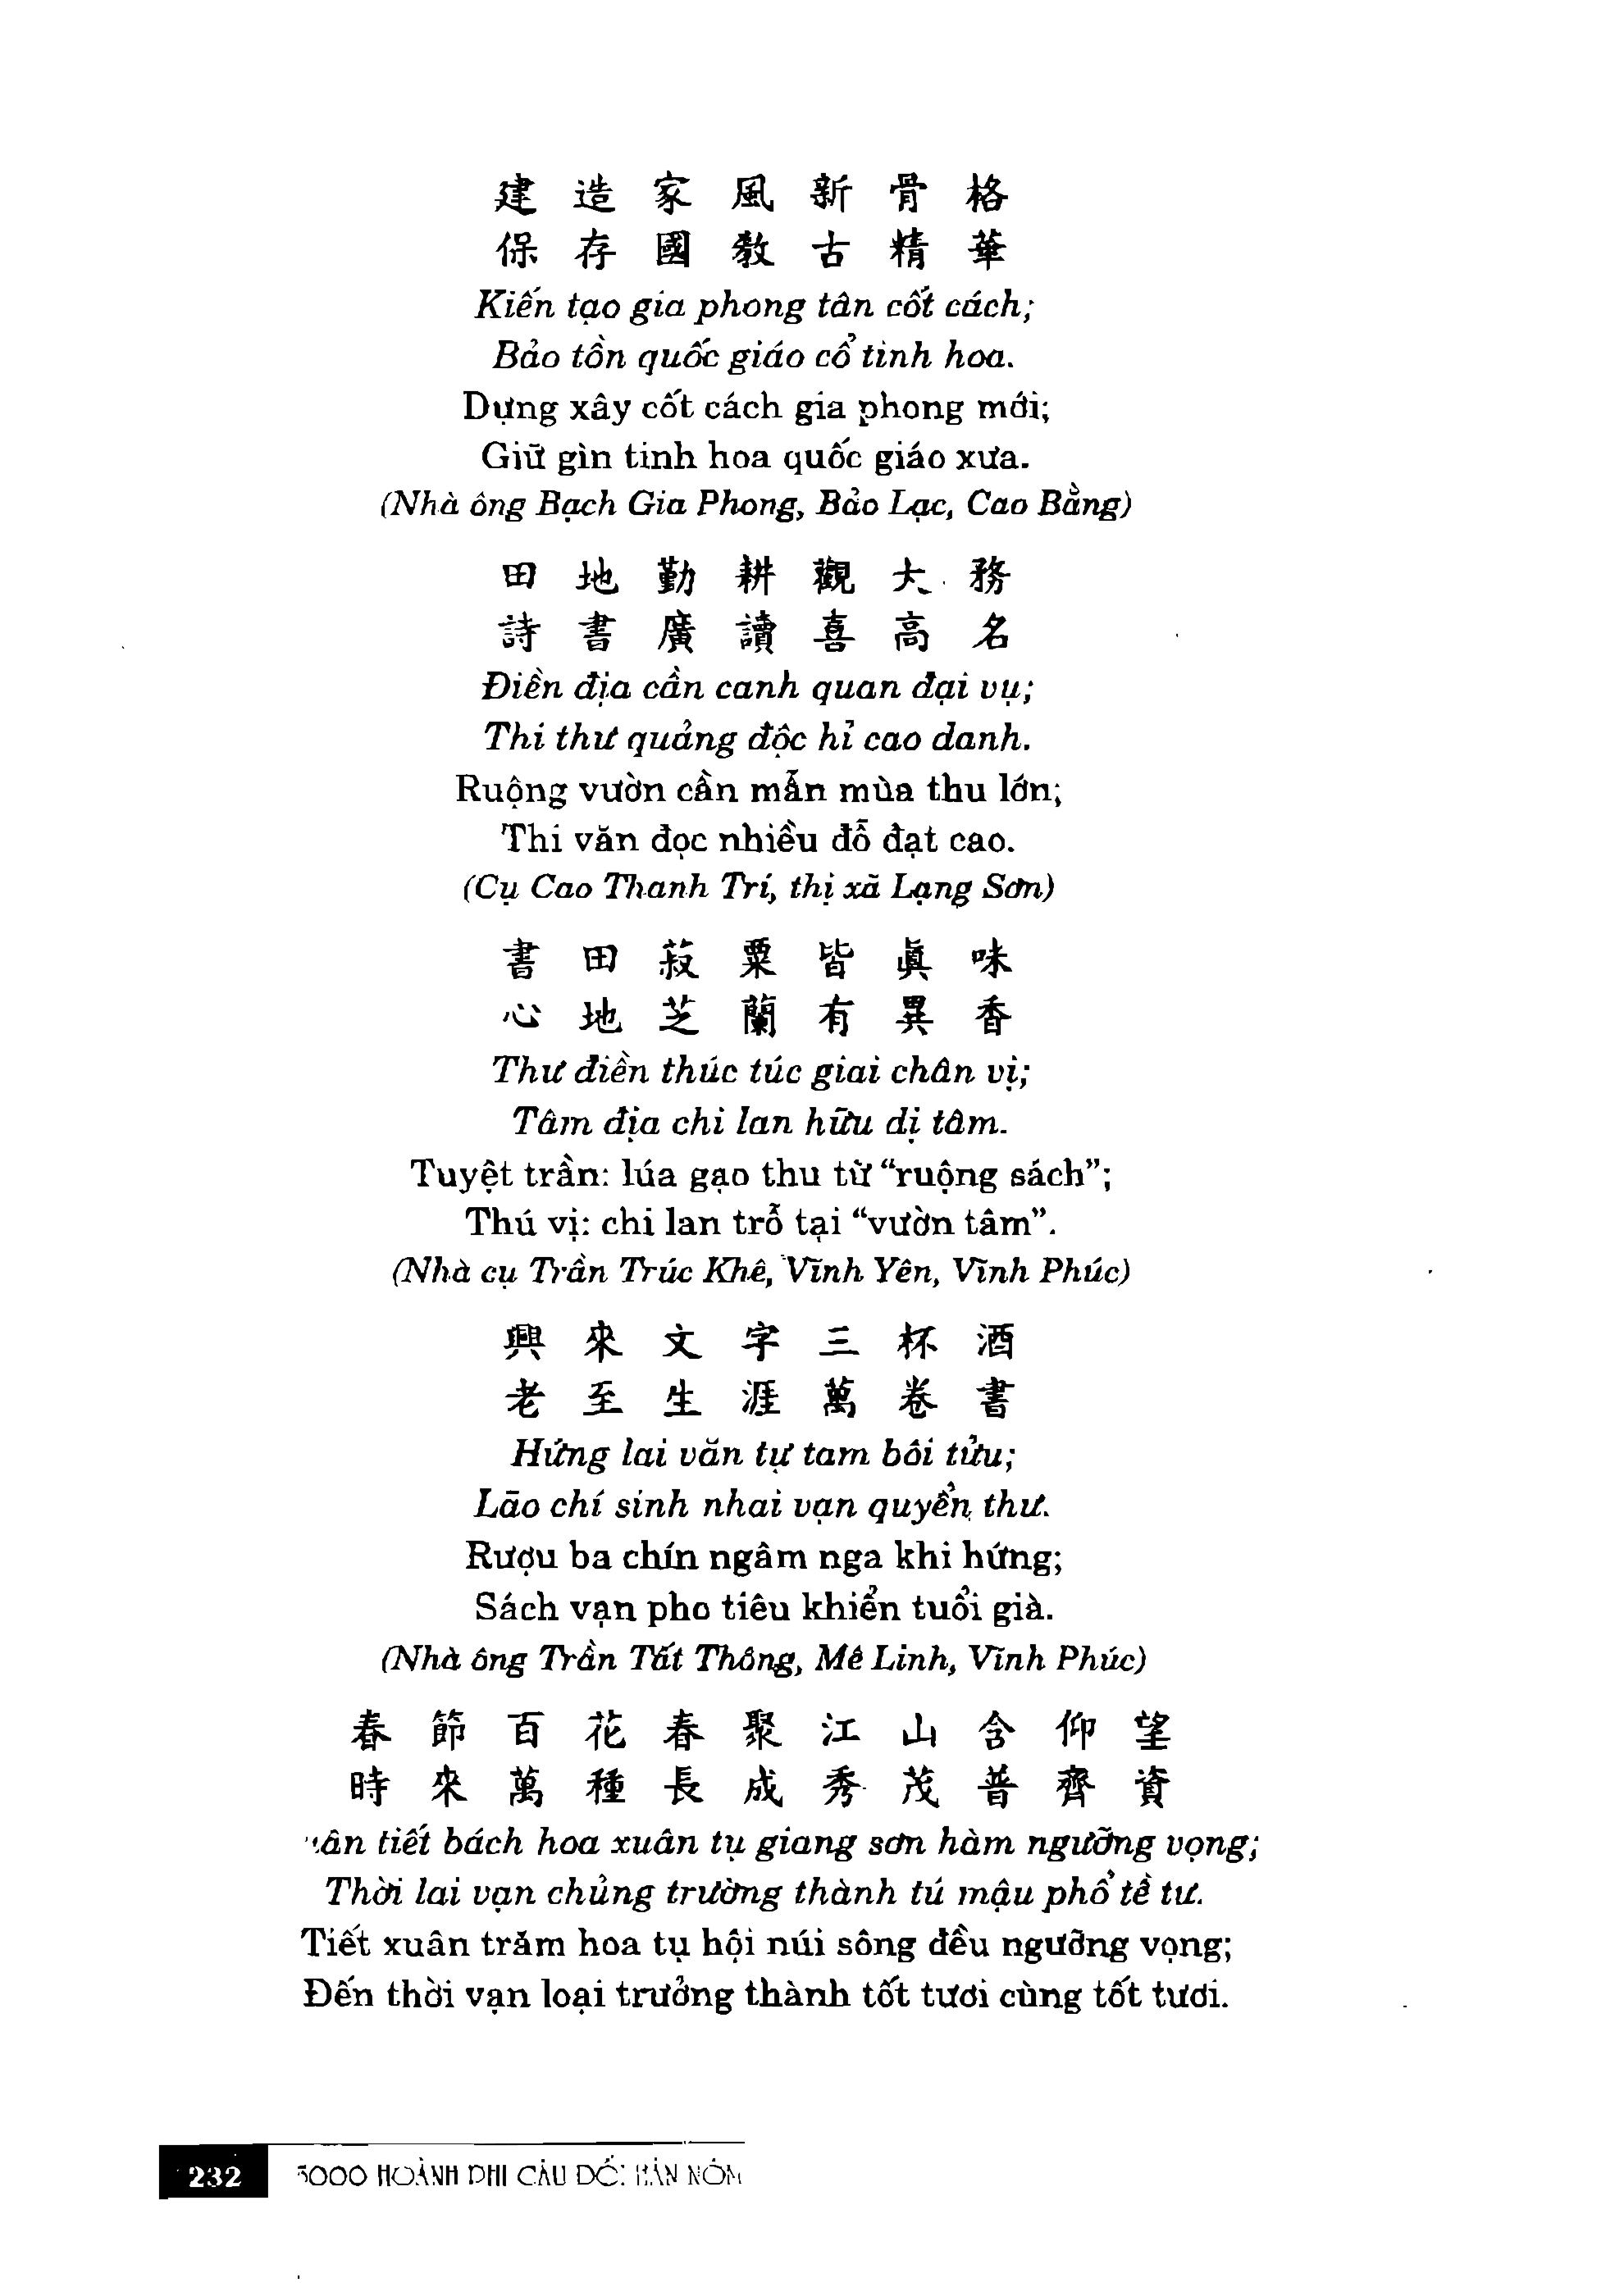 建造家風新骨格
保存國教古精華
Kiến tạo gia phong tân cốt cách;
Bảo tồn quốc giáo cổ tinh hoa.
Dựng xây cốt cách gia phong mới;
Giữ gìn tinh hoa quốc giáo xưa.
(Nhà ông Bạch Gia Phong, Bảo Lạc, Cao Bằng)
田地勤耕觀大務
詩書廣讀喜高名
Điền địa cần canh quan đại vụ;
Thi thư quảng độc hỉ cao danh.
Ruộng vườn cần mẫn mùa thu lớn;
Thi văn đọc nhiều đỗ đạt cao.
(Cụ Cao Thanh Trí, thị xã Lạng Sơn)
書田菽粟皆眞味
心地芝蘭有異香
Thư điền thúc túc giai chân vị;
Tâm địa chi lan hữu dị tâm.
Tuyệt trần: lúa gạo thu từ “ruộng sách”;
Thú vị: chi lan trỗ tại “vườn tâm”.
(Nhà cụ Trần Trúc Khê, Vĩnh Yên, Vĩnh Phúc)
興來文字三杯酒
老至生涯萬卷書
Hứng lai văn tự tam bôi tửu;
Lão chí sinh nhai vạn quyển thư.
Rượu ba chín ngâm nga khi hứng;
Sách vạn pho tiêu khiển tuổi già.
(Nhà ông Trần Tất Thông, Mê Linh, Vĩnh Phúc)
春節百花春聚江山含仰望
時來萬種長成秀茂普齊資
tiết bách hoa xuân tụ giang sơn hàm ngưỡng vọng;
Thời lai vạn chủng trường thành tú mậu phổ tề tư.
Tiết xuân trăm hoa tụ hội núi sông đều ngưỡng vọng;
Đến thời vạn loại trưởng thành tốt tươi cùng tốt tươi.
232 5000 HOÀNH PHI CÂU ĐỐI HÁN NÔM